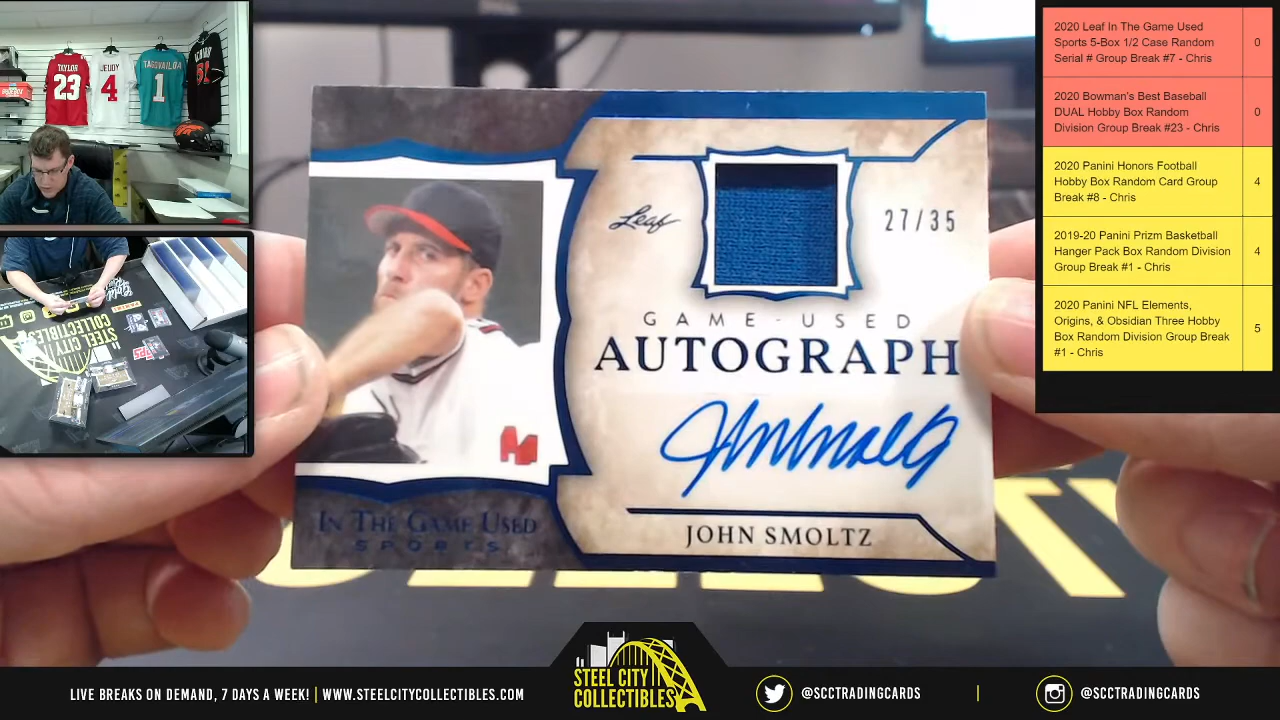 TAYLOR
23
JEUDY
4
TAGOVAILOA
1
2020 Leaf In The Game Used
Sports 5-Box 1/2 Case Random
Serial # Group Break #7 - Chris
0
2020 Bowman's Best Baseball
DUAL Hobby Box Random
Division Group Break #23 - Chris
0
2020 Panini Honors Football
Hobby Box Random Card Group
Break #8 - Chris
4
2019-20 Panini Prizm Basketball
Hanger Pack Box Random Division
Group Break #1 - Chris
4
2020 Panini NFL Elements,
Origins, & Obsidian Three Hobby
Box Random Division Group Break
#1 - Chris
5
Leaf
27/35
GAME-USED
AUTOGRAPH
JOHN SMOLTZ
IN THE GAME USED
SPORTS
STEEL CITY
COLLECTIBLES
LIVE BREAKS ON DEMAND, 7 DAYS A WEEK! | WWW.STEELCITYCOLLECTIBLES.COM
STEEL CITY
COLLECTIBLES
@SCCTRADINGCARDS
|
@SCCTRADINGCARDS